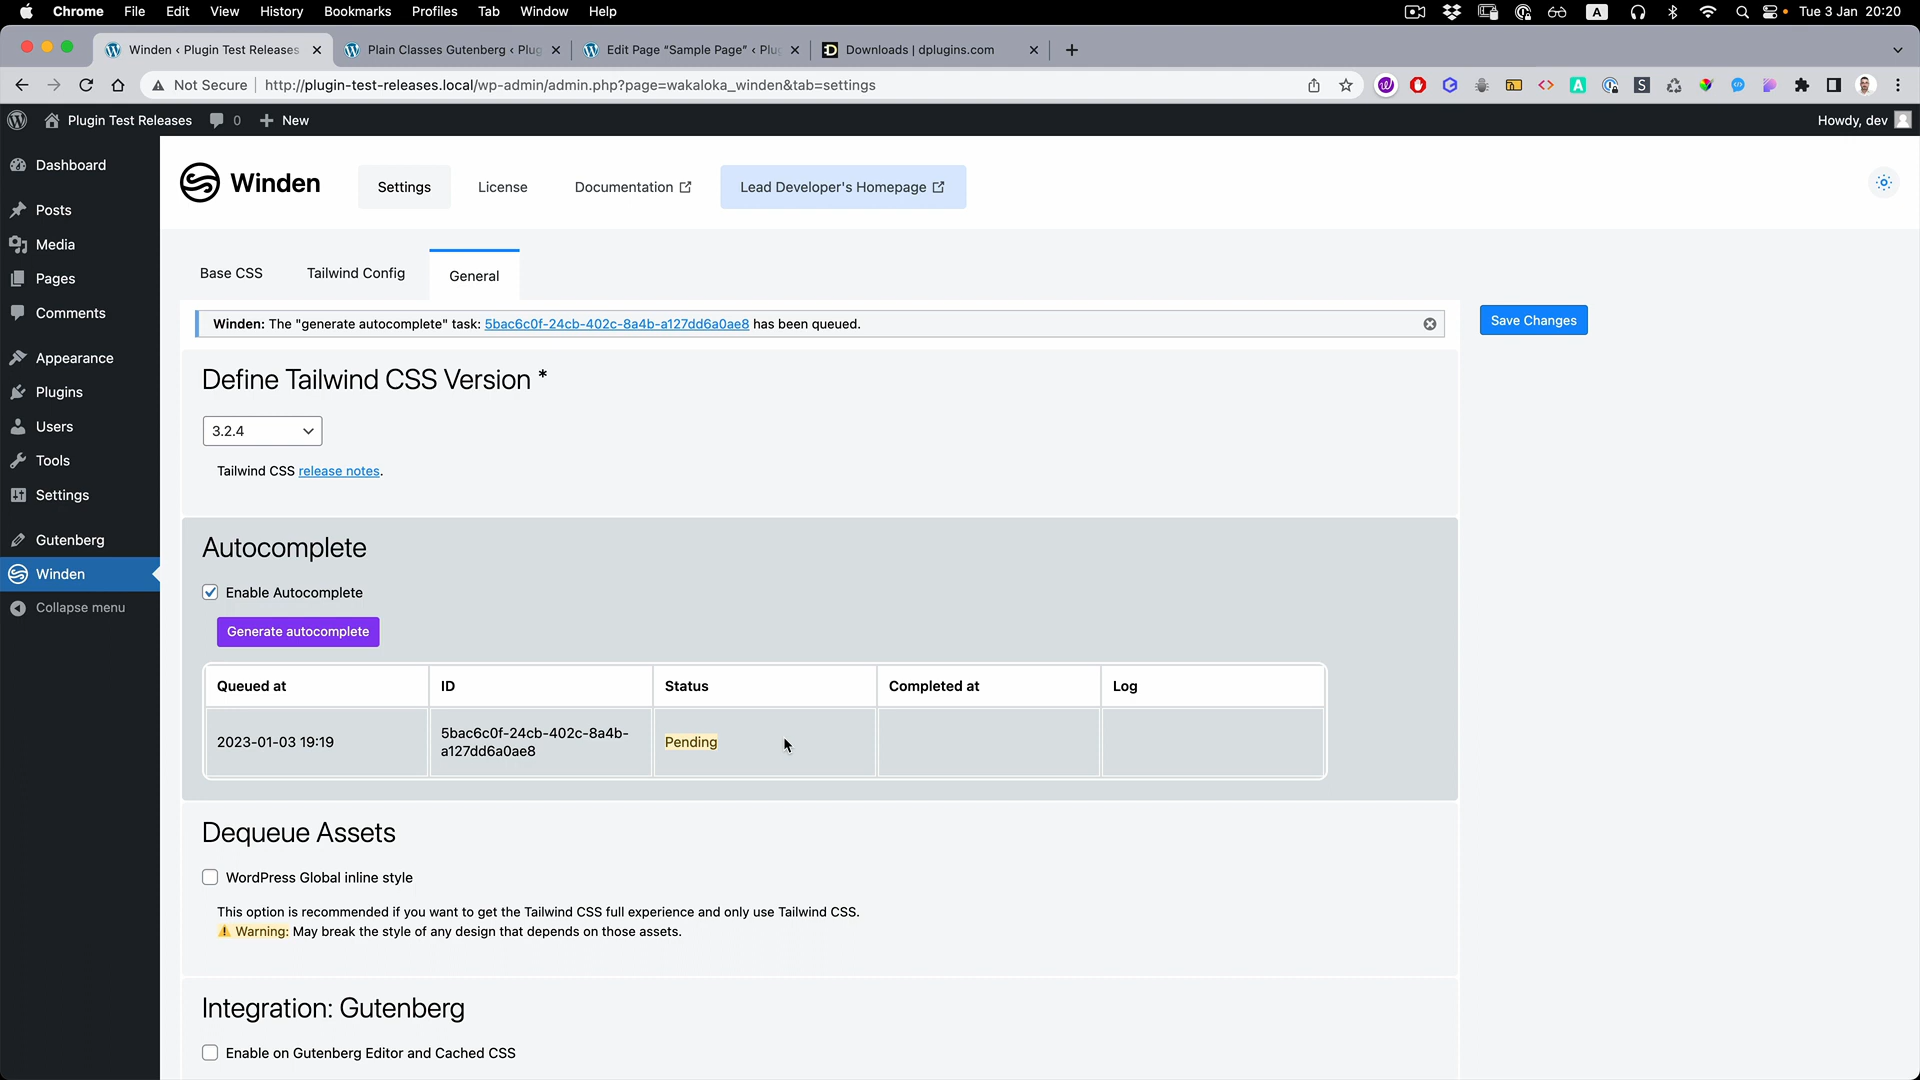 Chrome File Edit View History Bookmarks Profiles Tab Window Help A Tue 3 Jan 20:20
Winden ‹ Plugin Test Releases Plain Classes Gutenberg ‹ Plug Edit Page “Sample Page” ‹ Plu Downloads | dplugins.com
Not Secure http://plugin-test-releases.local/wp-admin/admin.php?page=wakaloka_winden&tab=settings
Plugin Test Releases 0 New Howdy, dev
Dashboard
Posts
Media
Pages
Comments
Appearance
Plugins
Users
Tools
Settings
Gutenberg
Winden
Collapse menu
Winden Settings License Documentation Lead Developer's Homepage
Base CSS Tailwind Config General
Winden: The "generate autocomplete" task: 5bac6c0f-24cb-402c-8a4b-a127dd6a0ae8 has been queued.
Save Changes
Define Tailwind CSS Version *
3.2.4
Tailwind CSS release notes.
Autocomplete
Enable Autocomplete
Generate autocomplete
Queued at ID Status Completed at Log
2023-01-03 19:19 5bac6c0f-24cb-402c-8a4b-
a127dd6a0ae8 Pending
Dequeue Assets
WordPress Global inline style
This option is recommended if you want to get the Tailwind CSS full experience and only use Tailwind CSS.
⚠️ Warning: May break the style of any design that depends on those assets.
Integration: Gutenberg
Enable on Gutenberg Editor and Cached CSS